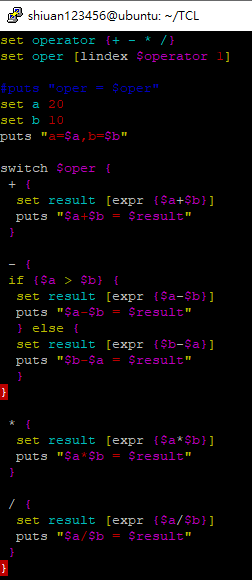 shiuan123456@ubuntu: ~/TCL
set operator {+ - * /}
set oper [lindex $operator 1]
#puts "oper = $oper"
set a 20
set b 10
puts "a=$a,b=$b"
switch $oper {
+ {
set result [expr {$a+$b}]
puts "$a+$b = $result"
}
- {
if {$a > $b} {
set result [expr {$a-$b}]
puts "$a-$b = $result"
} else {
set result [expr {$b-$a}]
puts "$b-$a = $result"
}
}
* {
set result [expr {$a*$b}]
puts "$a*$b = $result"
}
/ {
set result [expr {$a/$b}]
puts "$a/$b = $result"
}
}